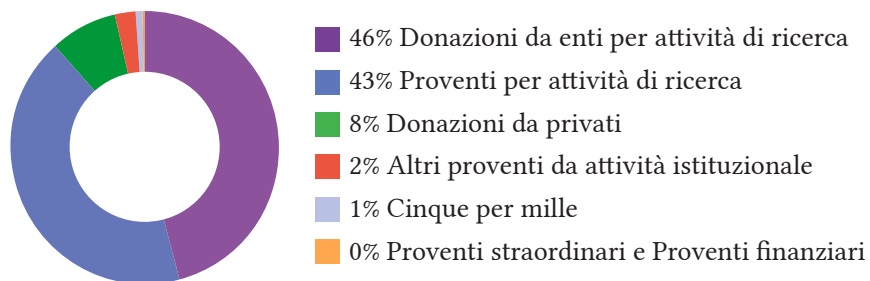 46% Donazioni da enti per attività di ricerca
43% Proventi per attività di ricerca
8% Donazioni da privati
2% Altri proventi da attività istituzionale
1% Cinque per mille
0% Proventi straordinari e Proventi finanziari